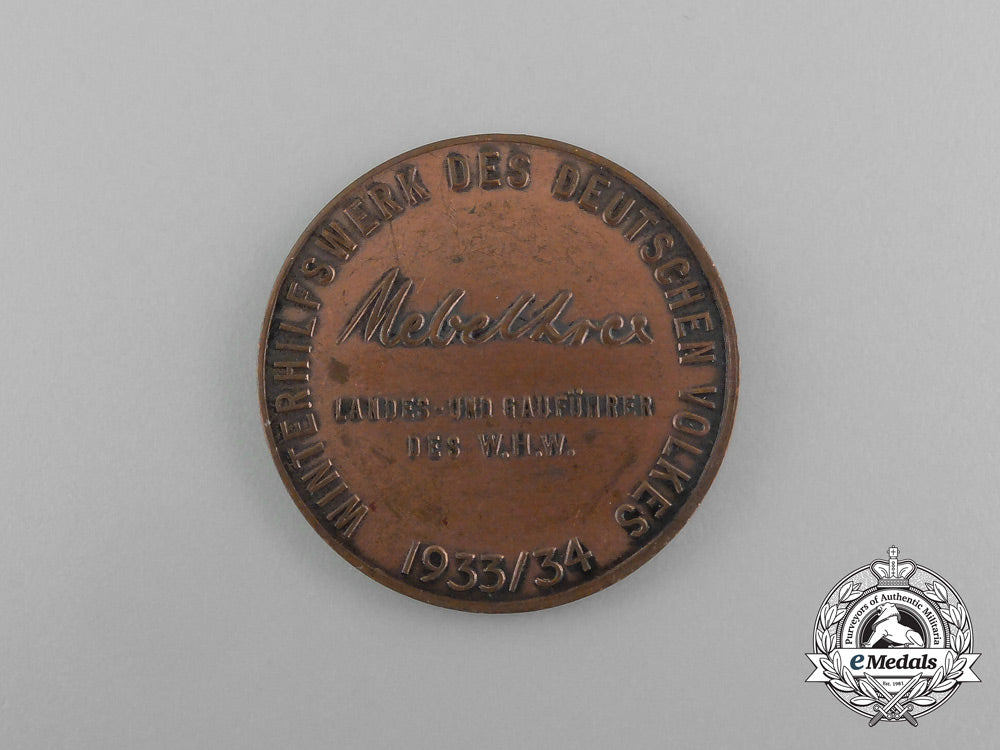 WINTERHILFSWERK DES DEUTSCHEN VOLKES
LANDES-UND GAUFÜHRER
DES W.H.W.
1933/34
Purveyors of Authentic Militaria
eMedals
Est. 1981